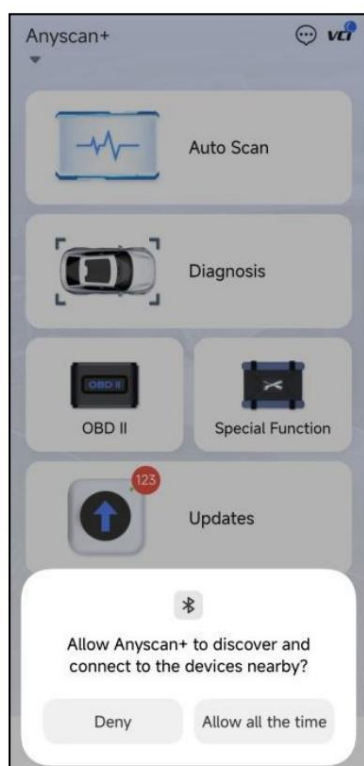 Anyscan+
VCI
Auto Scan
Diagnosis
OBD II
OBD II
Special Function
123
Updates
Allow Anyscan+ to discover and
connect to the devices nearby?
Deny
Allow all the time